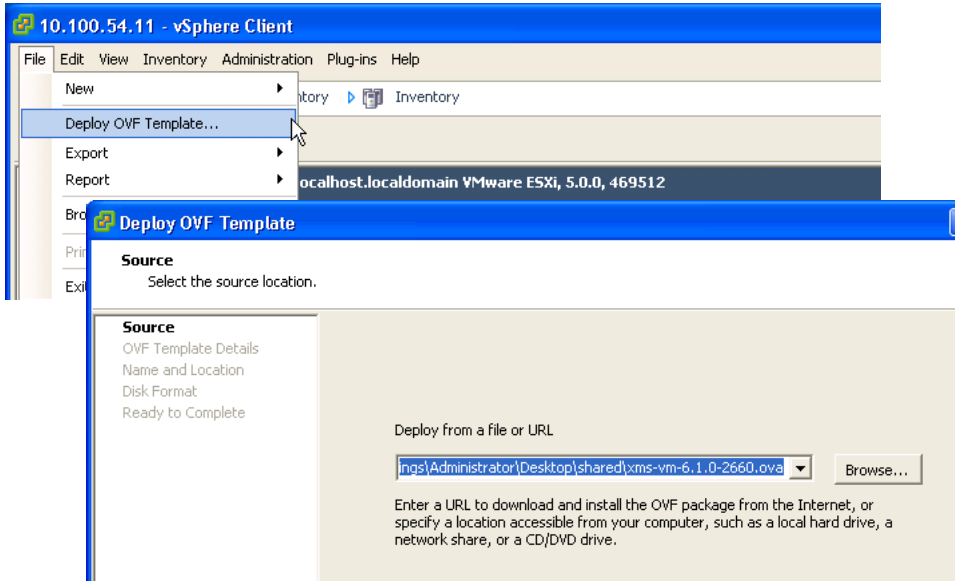 10.100.54.11 - vSphere Client
File Edit View Inventory Administration Plug-ins Help
New
Inventory
Deploy OVF Template...
Export
Report
ocalhost.localdomain VMware ESXi, 5.0.0, 469512
Bro
Deploy OVF Template
Prin
Source
Select the source location.
Exi
Source
OVF Template Details
Name and Location
Disk Format
Ready to Complete
Deploy from a file or URL
ings\Administrator\Desktop\shared\xms-vm-6.1.0-2660.ova
Browse...
Enter a URL to download and install the OVF package from the Internet, or
specify a location accessible from your computer, such as a local hard drive, a
network share, or a CD/DVD drive.